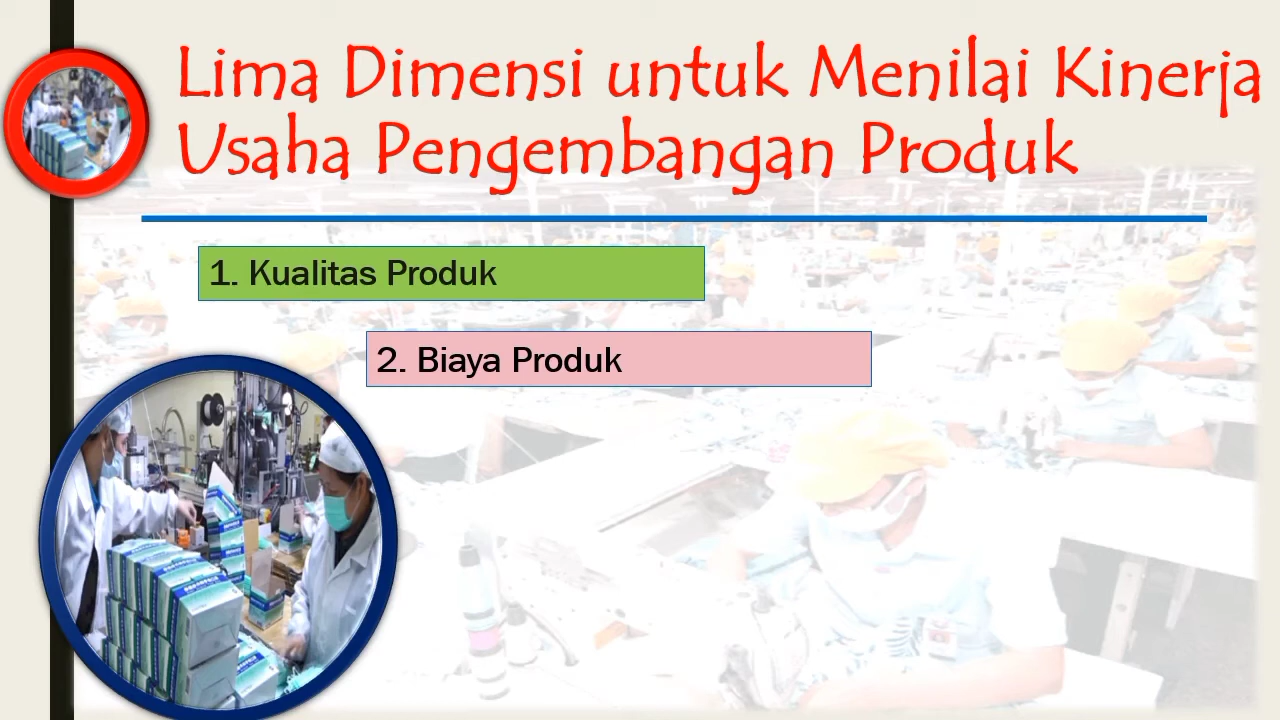 Lima Dimensi untuk Menilai Kinerja
Usaha Pengembangan Produk
1. Kualitas Produk
2. Biaya Produk